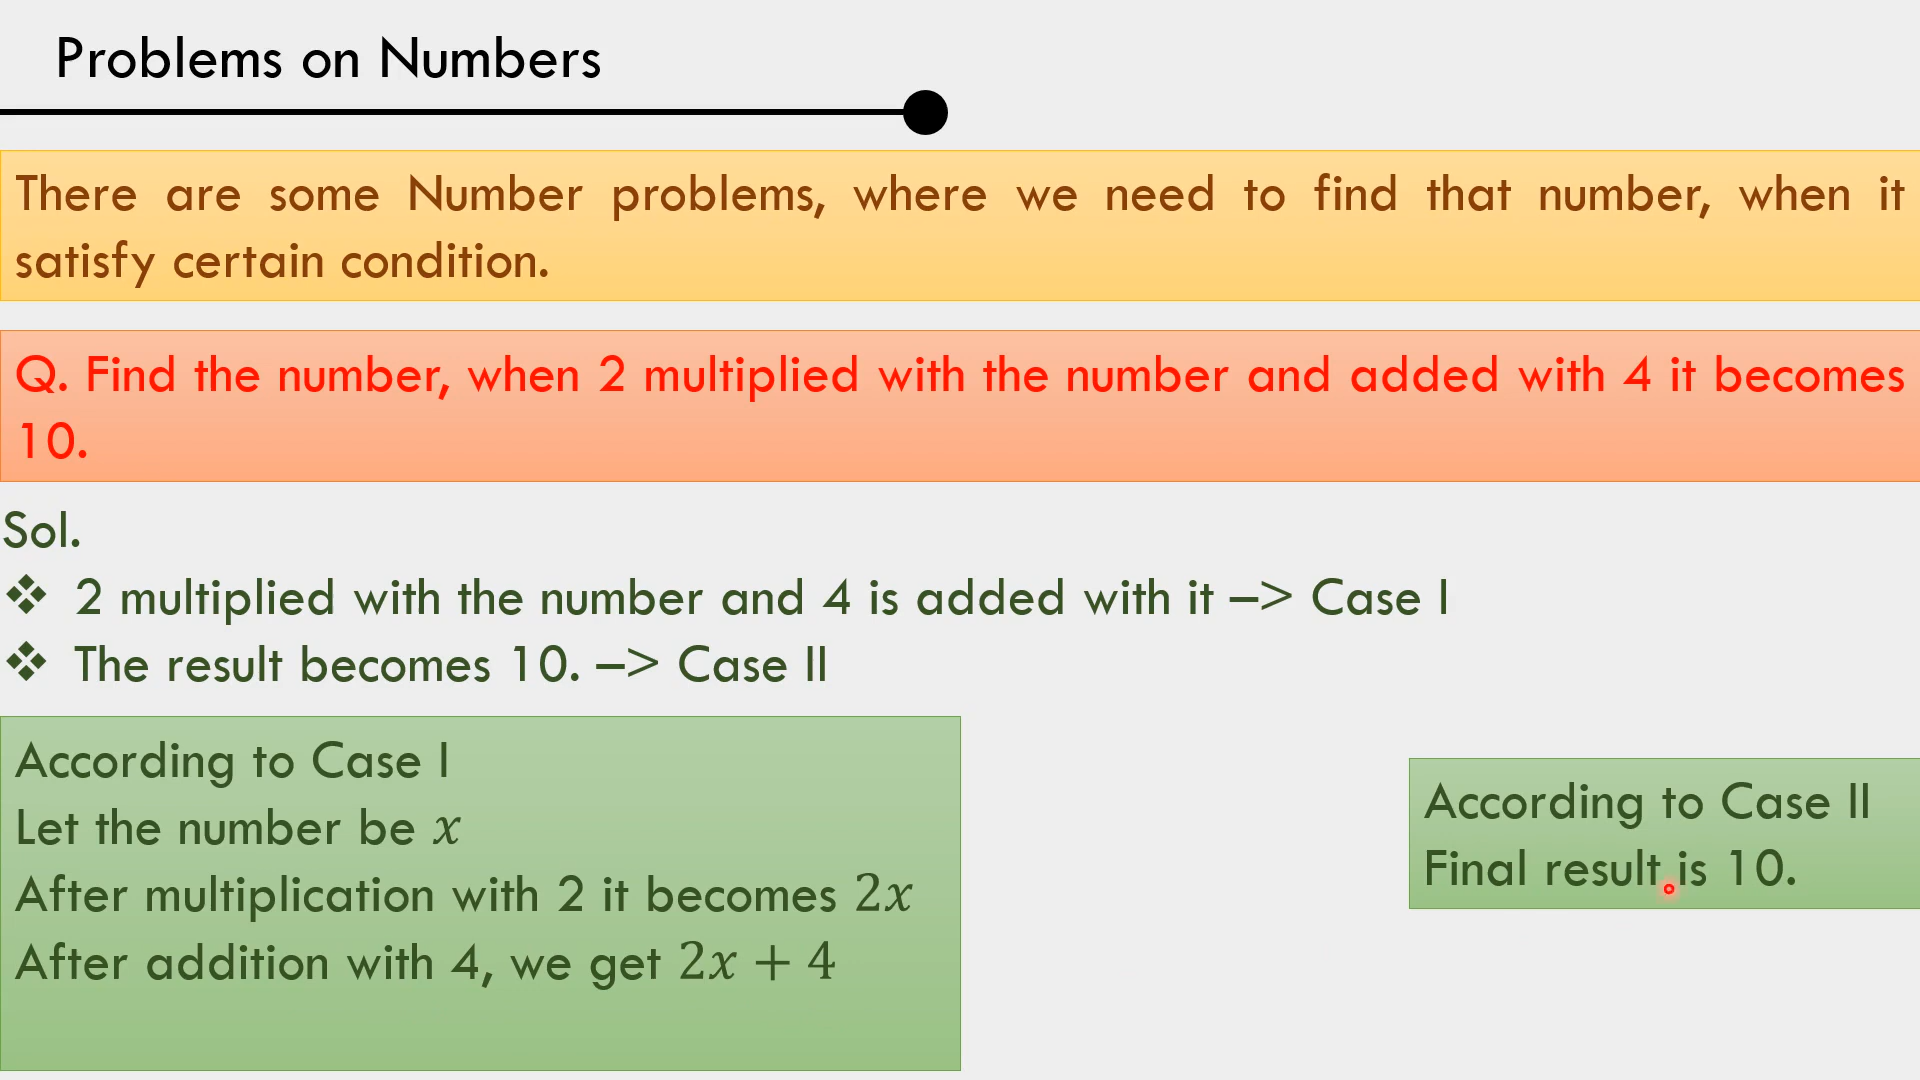 Problems on Numbers
There are some Number problems, where we need to find that number, when it
satisfy certain condition.
Q. Find the number, when 2 multiplied with the number and added with 4 it becomes
10.
Sol.
❖ 2 multiplied with the number and 4 is added with it –> Case I
❖ The result becomes 10. –> Case II
According to Case I
Let the number be x
After multiplication with 2 it becomes 2x
After addition with 4, we get 2x + 4
According to Case II
Final result is 10.